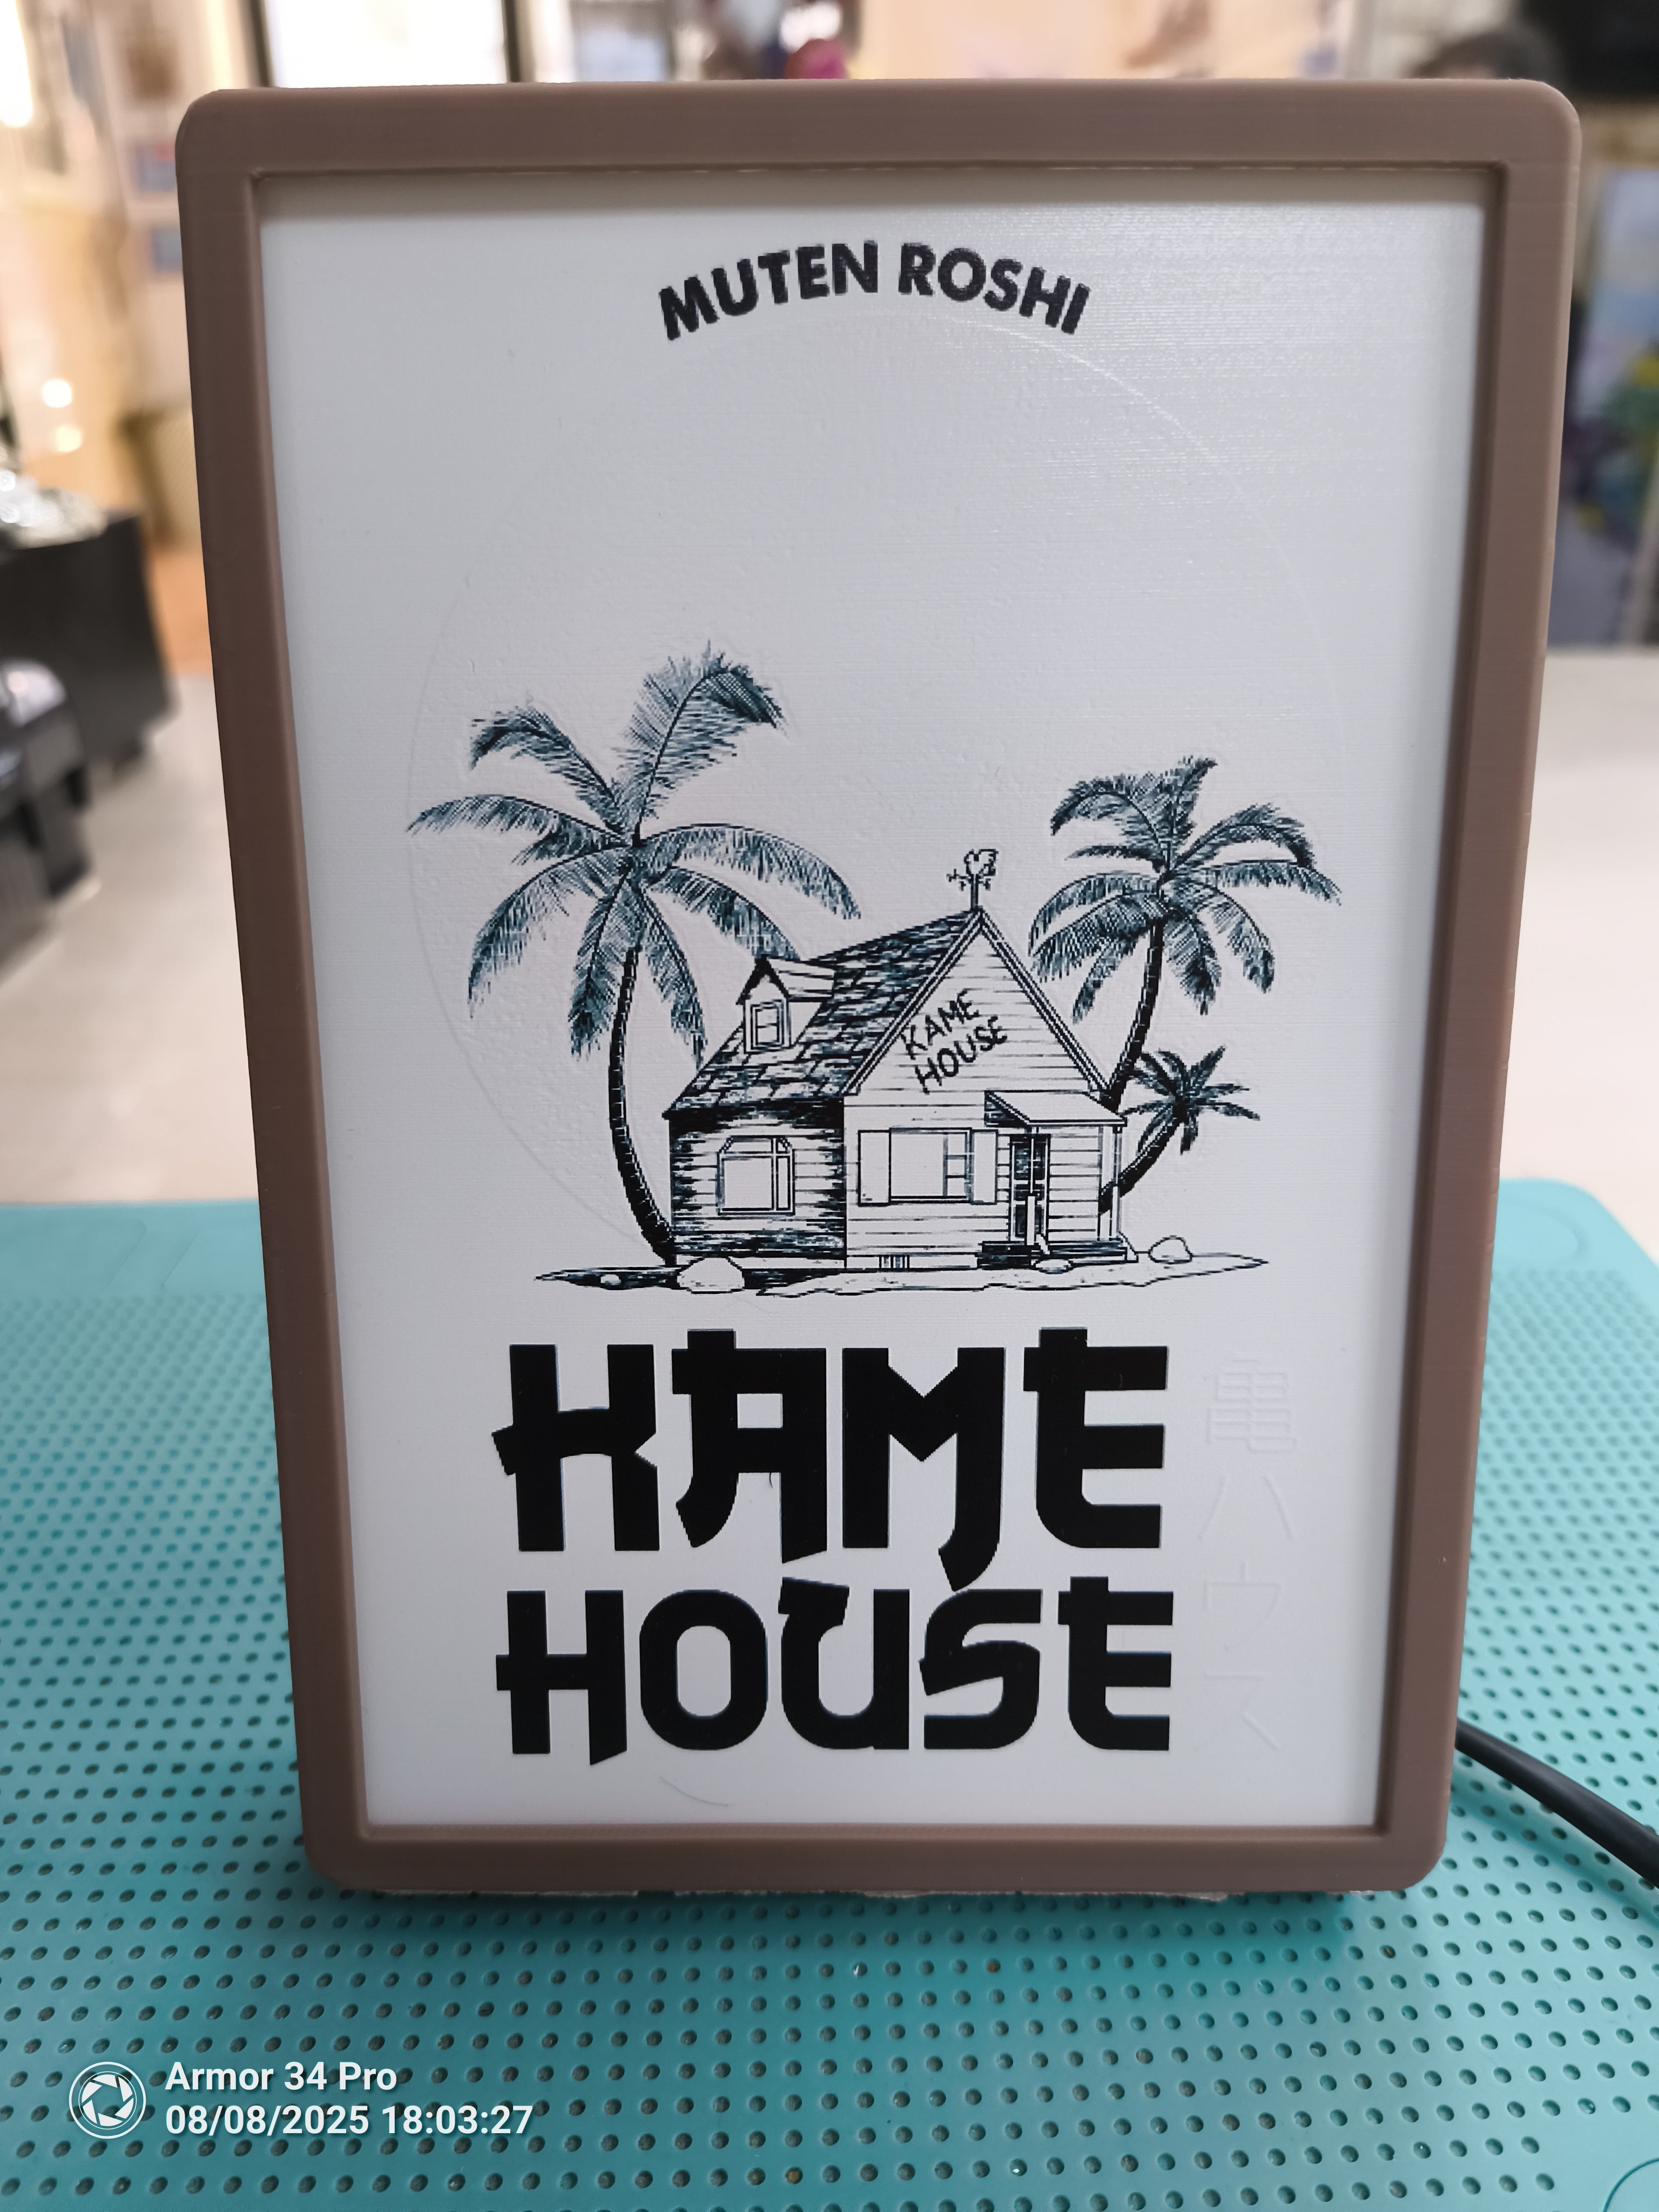 MUTEN ROSHI
KAME
HOUSE
KAME
HOUSE
亀ハウス
Armor 34 Pro
08/08/2025 18:03:27